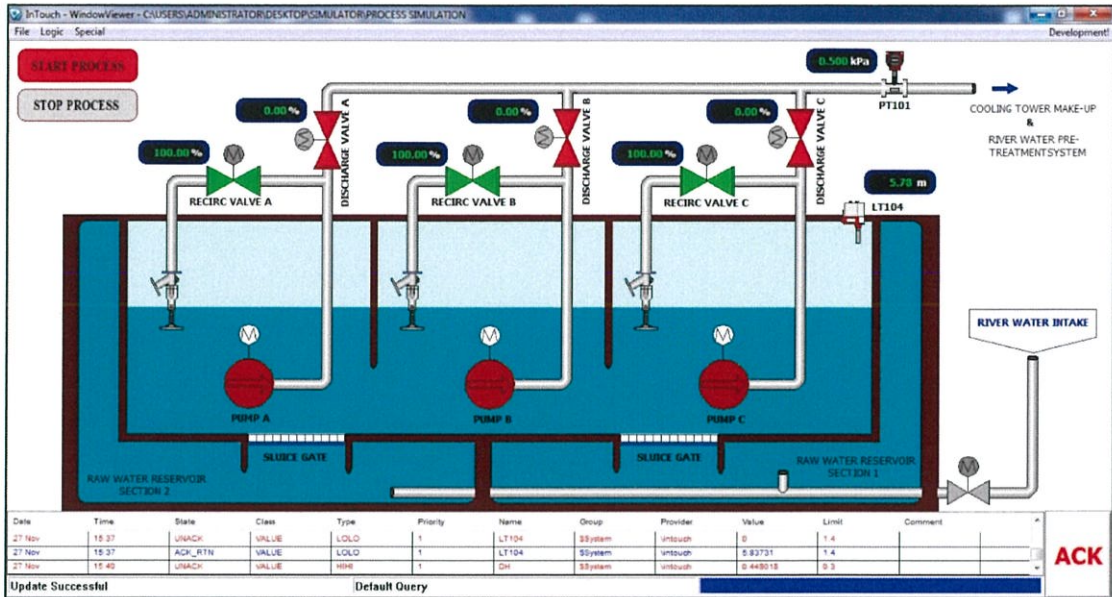 InTouch - WindowViewer - C:\USERS\ADMINISTRATOR\DESKTOP\SIMULATOR\PROCESS SIMULATION
File Logic Special Development!
START PROCESS
STOP PROCESS
0.00 %
0.00 %
0.00 %
0.500 kPa
PT101
COOLING TOWER MAKE-UP
&
RIVER WATER PRE-
TREATMENTSYSTEM
DISCHARGE VALVE A
DISCHARGE VALVE B
DISCHARGE VALVE C
100.00 %
100.00 %
100.00 %
M
M
M
M
M
M
RECIRC VALVE A
RECIRC VALVE B
RECIRC VALVE C
5.78 m
LT104
RIVER WATER INTAKE
M
M
M
PUMP A
PUMP B
PUMP C
SLUICE GATE
SLUICE GATE
RAW WATER RESERVOIR
SECTION 2
RAW WATER RESERVOIR
SECTION 1
M
Date Time State Class Type Priority Name Group Provider Value Limit Comment
27 Nov 15:37 UNACK VALUE LOLO 1 LT104 $System \intouch 0 1.4
27 Nov 15:37 ACK_RTN VALUE LOLO 1 LT104 $System \intouch 5.93731 1.4
27 Nov 15:40 UNACK VALUE HIHI 1 DH $System \intouch 0.449018 0.3
ACK
Update Successful Default Query